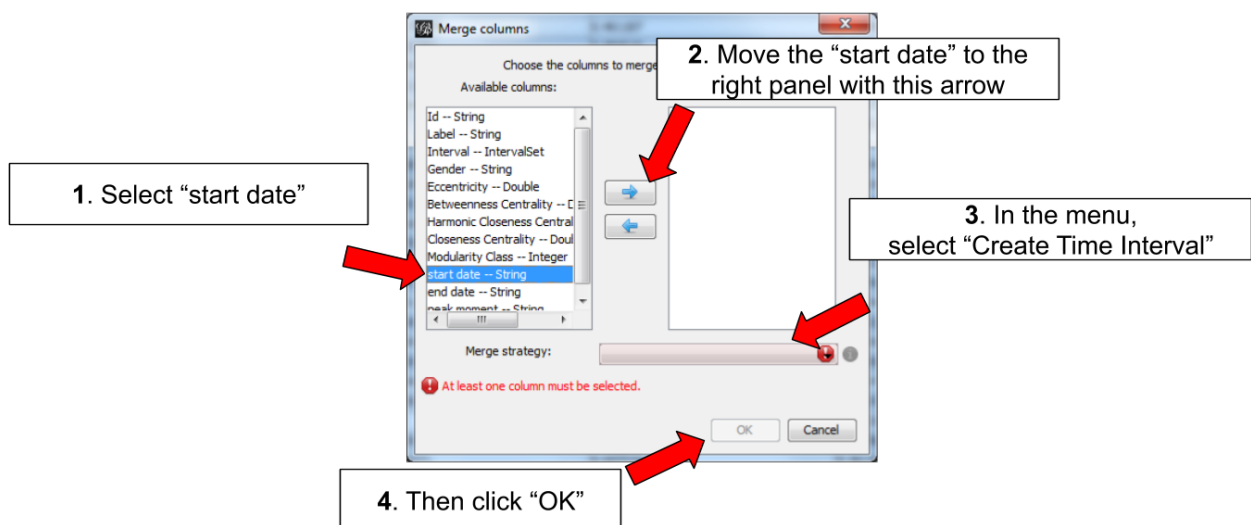 Merge columns
2. Move the “start date” to the
right panel with this arrow
Choose the columns to merge
Available columns:
Id -- String
Label -- String
Interval -- IntervalSet
Gender -- String
Eccentricity -- Double
Betweenness Centrality -- D
Harmonic Closeness Central
Closeness Centrality -- Doul
Modularity Class -- Integer
start date -- String
end date -- String
peak moment -- String
1. Select “start date”
3. In the menu,
select “Create Time Interval”
Merge strategy:
At least one column must be selected.
OK
Cancel
4. Then click “OK”